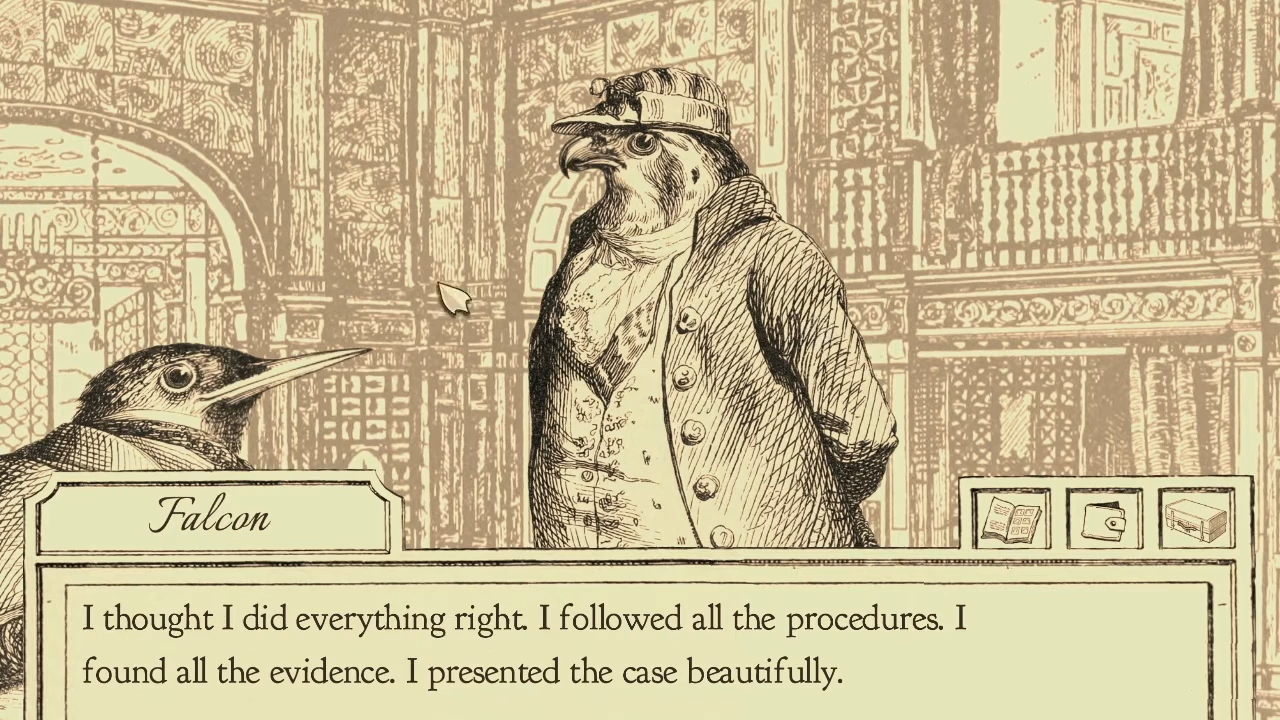 Falcon
I thought I did everything right. I followed all the procedures. I
found all the evidence. I presented the case beautifully.